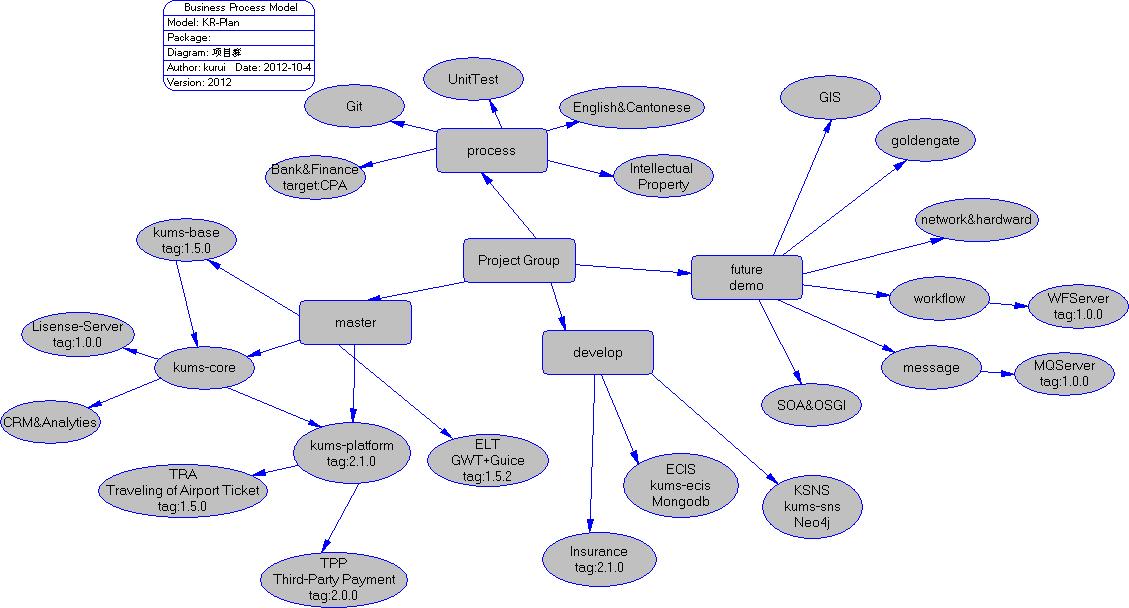 Business Process Model
Model: KR-Plan
Package:
Diagram: 项目群
Author: kurui Date: 2012-10-4
Version: 2012
UnitTest
Git
English&Cantonese
process
Bank&Finance
target:CPA
Intellectual
Property
GIS
goldengate
network&hardward
kums-base
tag:1.5.0
Project Group
future
demo
workflow
WFServer
tag:1.0.0
master
Lisense-Server
tag:1.0.0
kums-core
develop
message
MQServer
tag:1.0.0
CRM&Analyties
SOA&OSGI
kums-platform
tag:2.1.0
ELT
GWT+Guice
tag:1.5.2
TRA
Traveling of Airport Ticket
tag:1.5.0
ECIS
kums-ecis
Mongodb
KSNS
kums-sns
Neo4j
Insurance
tag:2.1.0
TPP
Third-Party Payment
tag:2.0.0